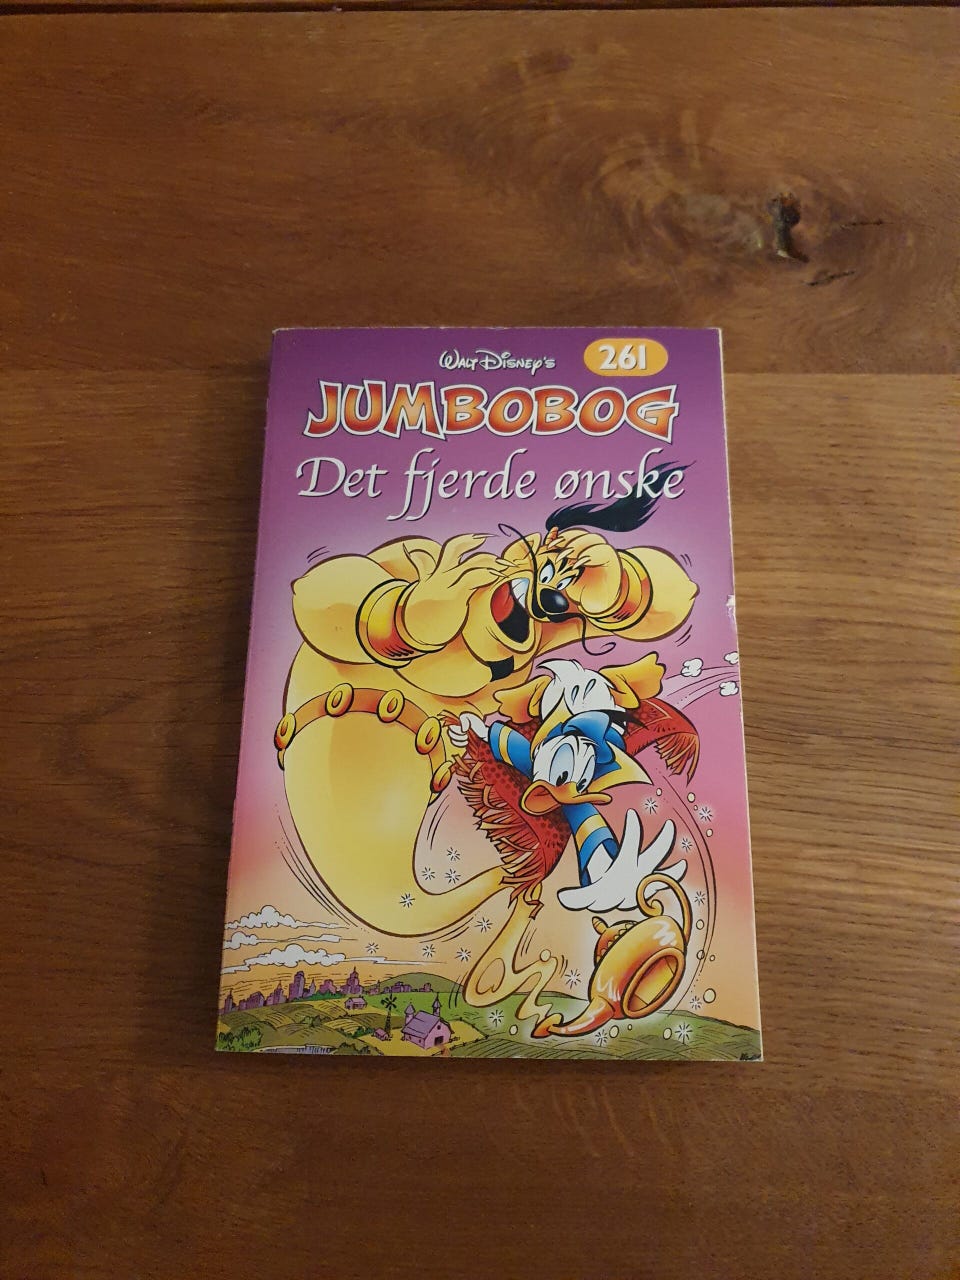 Walt Disney's 261
JUMBOBOG
Det fjerde ønske